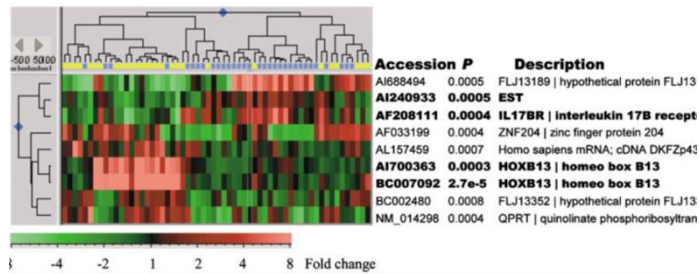 -500 50100
Accession P Description
AI688494 0.0005 FLJ13189 | hypothetical protein FLJ13
AI240933 0.0005 EST
AF208111 0.0004 IL17BR | interleukin 17B recepto
AF033199 0.0004 ZNF204 | zinc finger protein 204
AL157459 0.0007 Homo sapiens mRNA; cDNA DKFZp43
AI700363 0.0003 HOXB13 | homeo box B13
BC007092 2.7e-5 HOXB13 | homeo box B13
BC002480 0.0008 FLJ13352 | hypothetical protein FLJ13
NM_014298 0.0004 QPRT | quinolinate phosphoribosyltran
-4 -2 1 2 4 8 Fold change